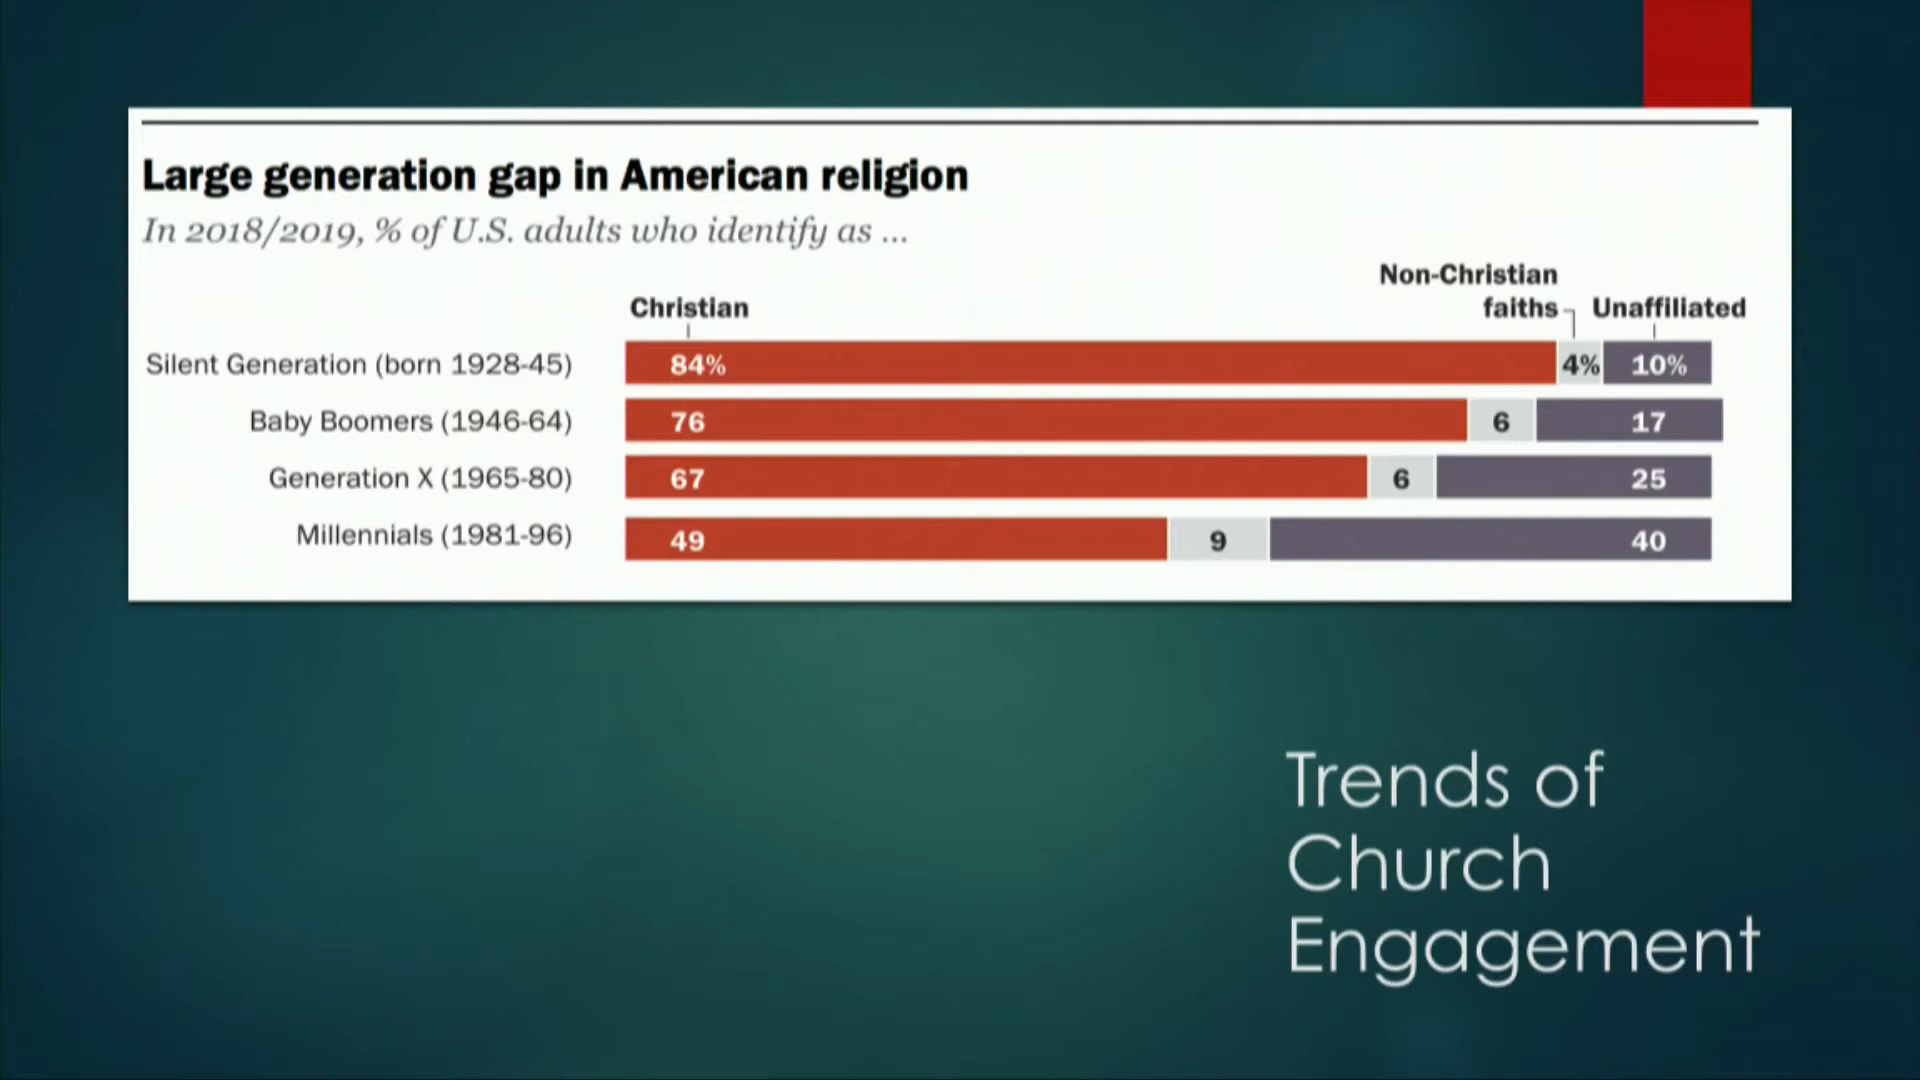 Large generation gap in American religion
In 2018/2019, % of U.S. adults who identify as ...
Non-Christian
Christian faiths Unaffiliated
Silent Generation (born 1928-45) 84% 4% 10%
Baby Boomers (1946-64) 76 6 17
Generation X (1965-80) 67 6 25
Millennials (1981-96) 49 9 40
Trends of
Church
Engagement